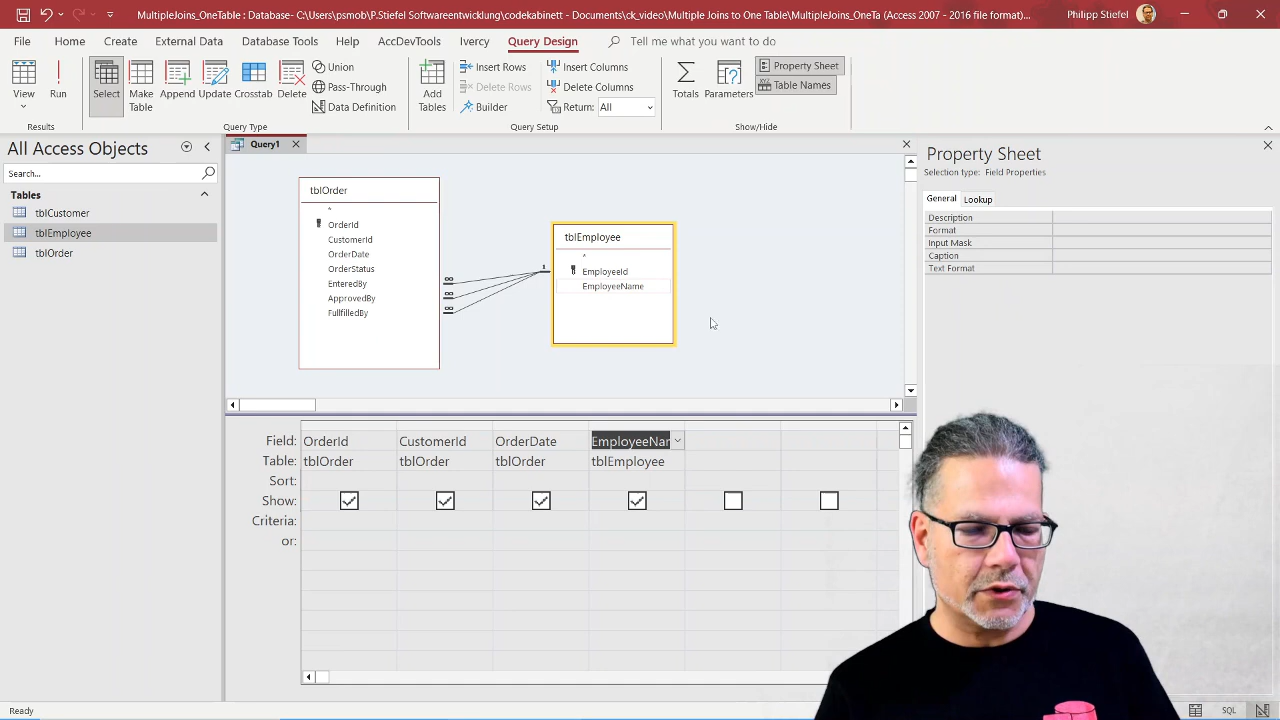 MultipleJoins_OneTable : Database- C:\Users\psmob\P.Stiefel Softwareentwicklung\codekabinett - Documents\ck_video\Multiple Joins to One Table\MultipleJoins_OneTa (Access 2007 - 2016 file format)... Philipp Stiefel
File Home Create External Data Database Tools Help AccDevTools Ivercy Query Design Tell me what you want to do
Union Insert Rows Insert Columns Property Sheet
Pass-Through Delete Rows Delete Columns Table Names
View Run Select Make Append Update Crosstab Delete Add Totals Parameters
Table Data Definition Tables Builder Return: All
Results Query Type Query Setup Show/Hide
All Access Objects
Search...
Tables
tblCustomer
tblEmployee
tblOrder
Query1
tblOrder
OrderId
CustomerId
OrderDate
OrderStatus
EnteredBy
ApprovedBy
FullfilledBy
1
tblEmployee
EmployeeId
EmployeeName
Field: OrderId CustomerId OrderDate EmployeeNar
Table: tblOrder tblOrder tblOrder tblEmployee
Sort:
Show:
Criteria:
or:
Property Sheet
Selection type: Field Properties
General Lookup
Description
Format
Input Mask
Caption
Text Format
Ready SQL